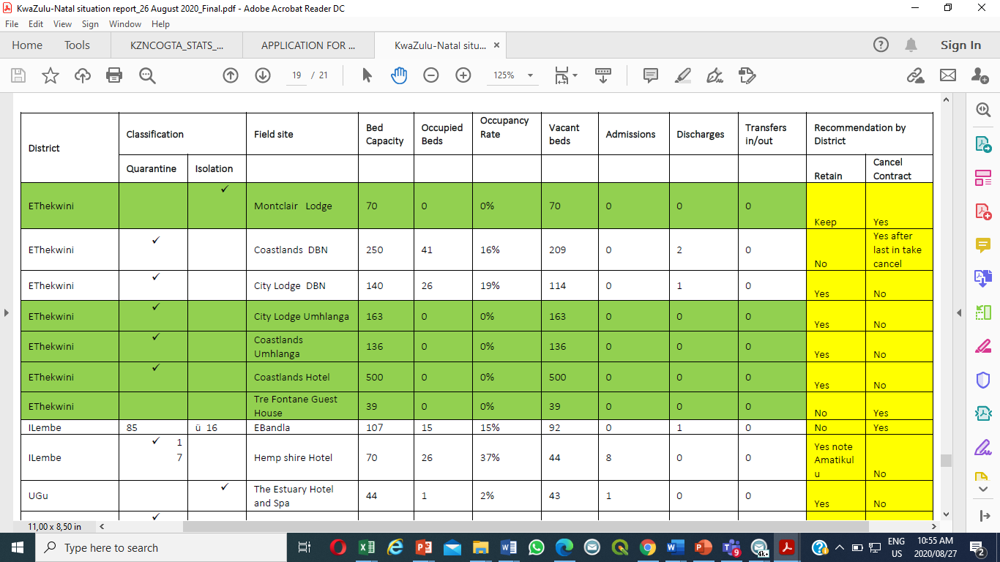 KwaZulu-Natal situation report_26 August 2020_Final.pdf - Adobe Acrobat Reader DC
File Edit View Sign Window Help
Home Tools KZNCOGTA_STATS_... APPLICATION FOR ... KwaZulu-Natal situ... × Sign In
19 / 21 125%
District Classification Field site Bed Capacity Occupied Beds Occupancy Rate Vacant beds Admissions Discharges Transfers in/out Recommendation by District
Quarantine Isolation Retain Cancel Contract
EThekwini ✓ Montclair Lodge 70 0 0% 70 0 0 0 Keep Yes
EThekwini ✓ Coastlands DBN 250 41 16% 209 0 2 0 No Yes after last in take cancel
EThekwini ✓ City Lodge DBN 140 26 19% 114 0 1 0 Yes No
EThekwini ✓ City Lodge Umhlanga 163 0 0% 163 0 0 0 Yes No
EThekwini ✓ Coastlands Umhlanga 136 0 0% 136 0 0 0 Yes No
EThekwini ✓ Coastlands Hotel 500 0 0% 500 0 0 0 Yes No
EThekwini Tre Fontane Guest House 39 0 0% 39 0 0 0 No Yes
ILembe 85 ü 16 EBandla 107 15 15% 92 0 1 0 No Yes
ILembe ✓ 1 7 Hemp shire Hotel 70 26 37% 44 8 0 0 Yes note Amatikul u No
UGu ✓ The Estuary Hotel and Spa 44 1 2% 43 1 0 0 Yes No
✓
11,00 x 8,50 in
Type here to search
9
4K+
ENG
US
10:55 AM
2020/08/27
2